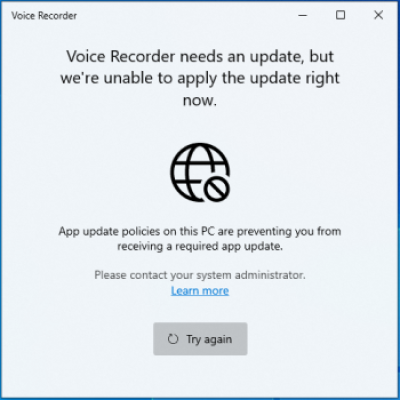 Voice Recorder
Voice Recorder needs an update, but
we're unable to apply the update right
now.
App update policies on this PC are preventing you from
receiving a required app update.
Please contact your system administrator.
Learn more
Try again